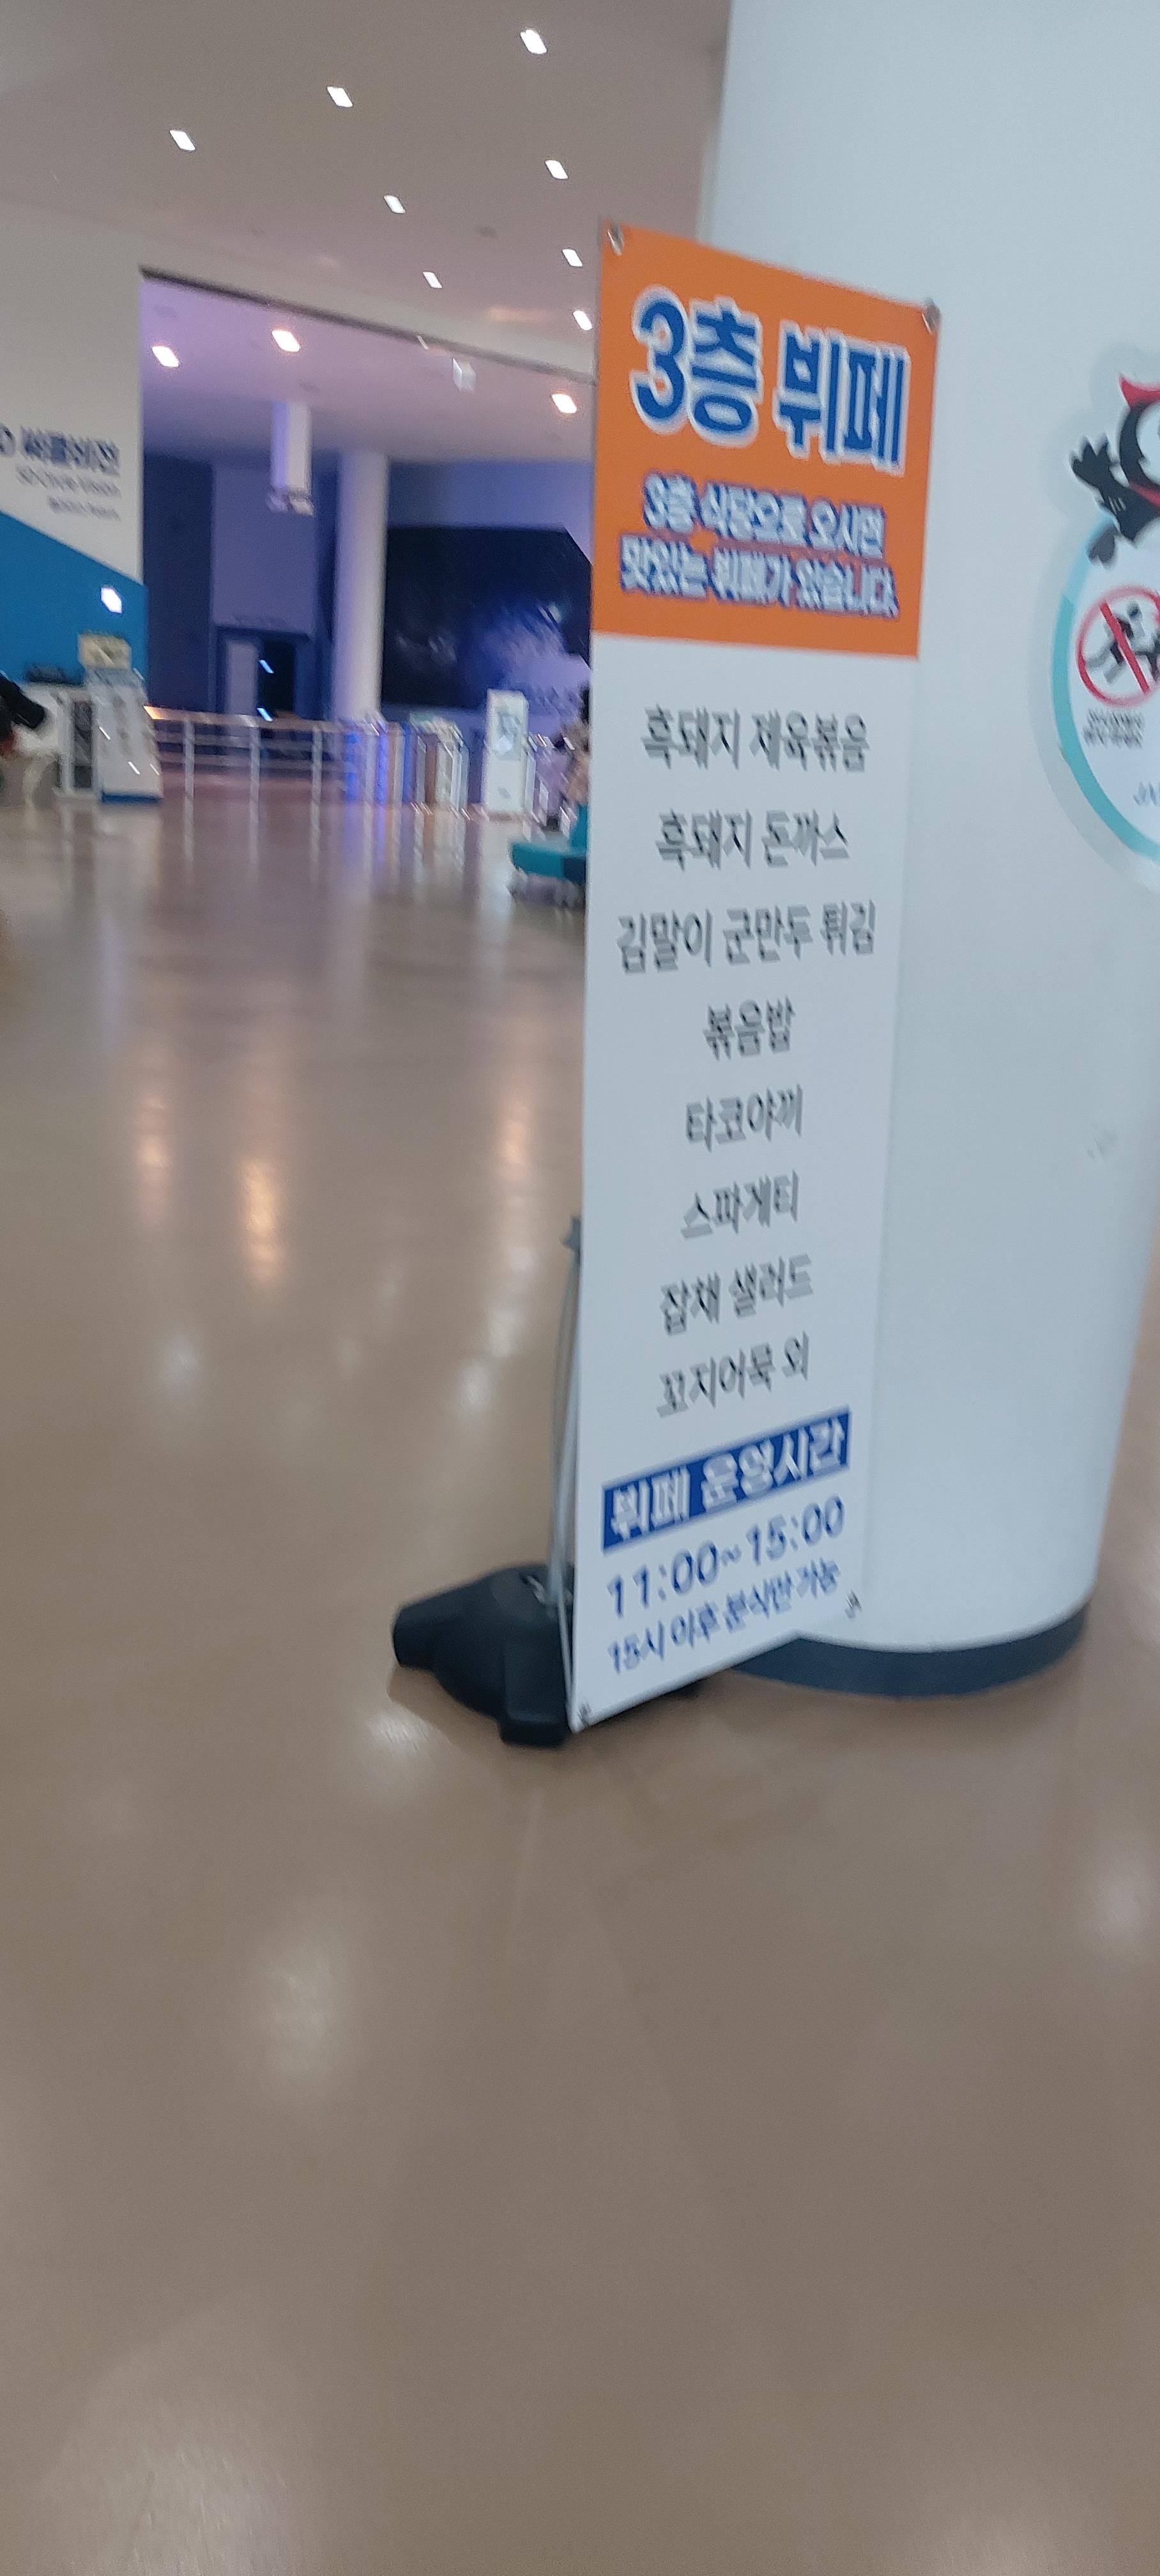 3층 뷔페
3층 식당으로 오시면
맛있는 뷔페가 있습니다.
흑돼지 제육볶음
흑돼지 돈까스
김말이 군만두 튀김
볶음밥
타코야끼
스파게티
잡채 샐러드
꼬지어묵 외
뷔페 운영시간
11:00~15:00
15시 이후 분식만 가능
써클비전